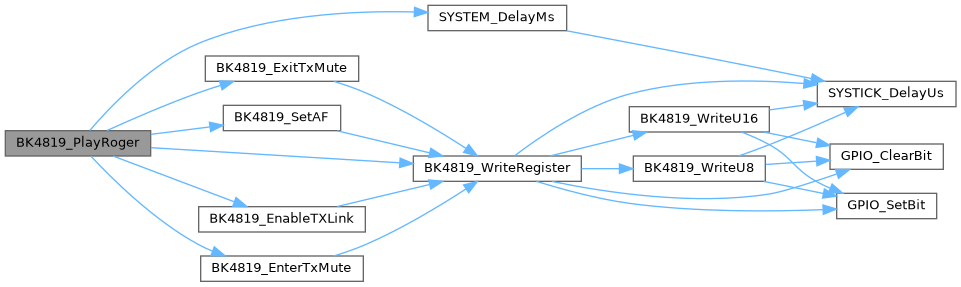 SYSTEM_DelayMs
BK4819_ExitTxMute
SYSTICK_DelayUs
BK4819_SetAF
BK4819_WriteU16
BK4819_PlayRoger
GPIO_ClearBit
BK4819_WriteRegister
BK4819_WriteU8
GPIO_SetBit
BK4819_EnableTXLink
BK4819_EnterTxMute